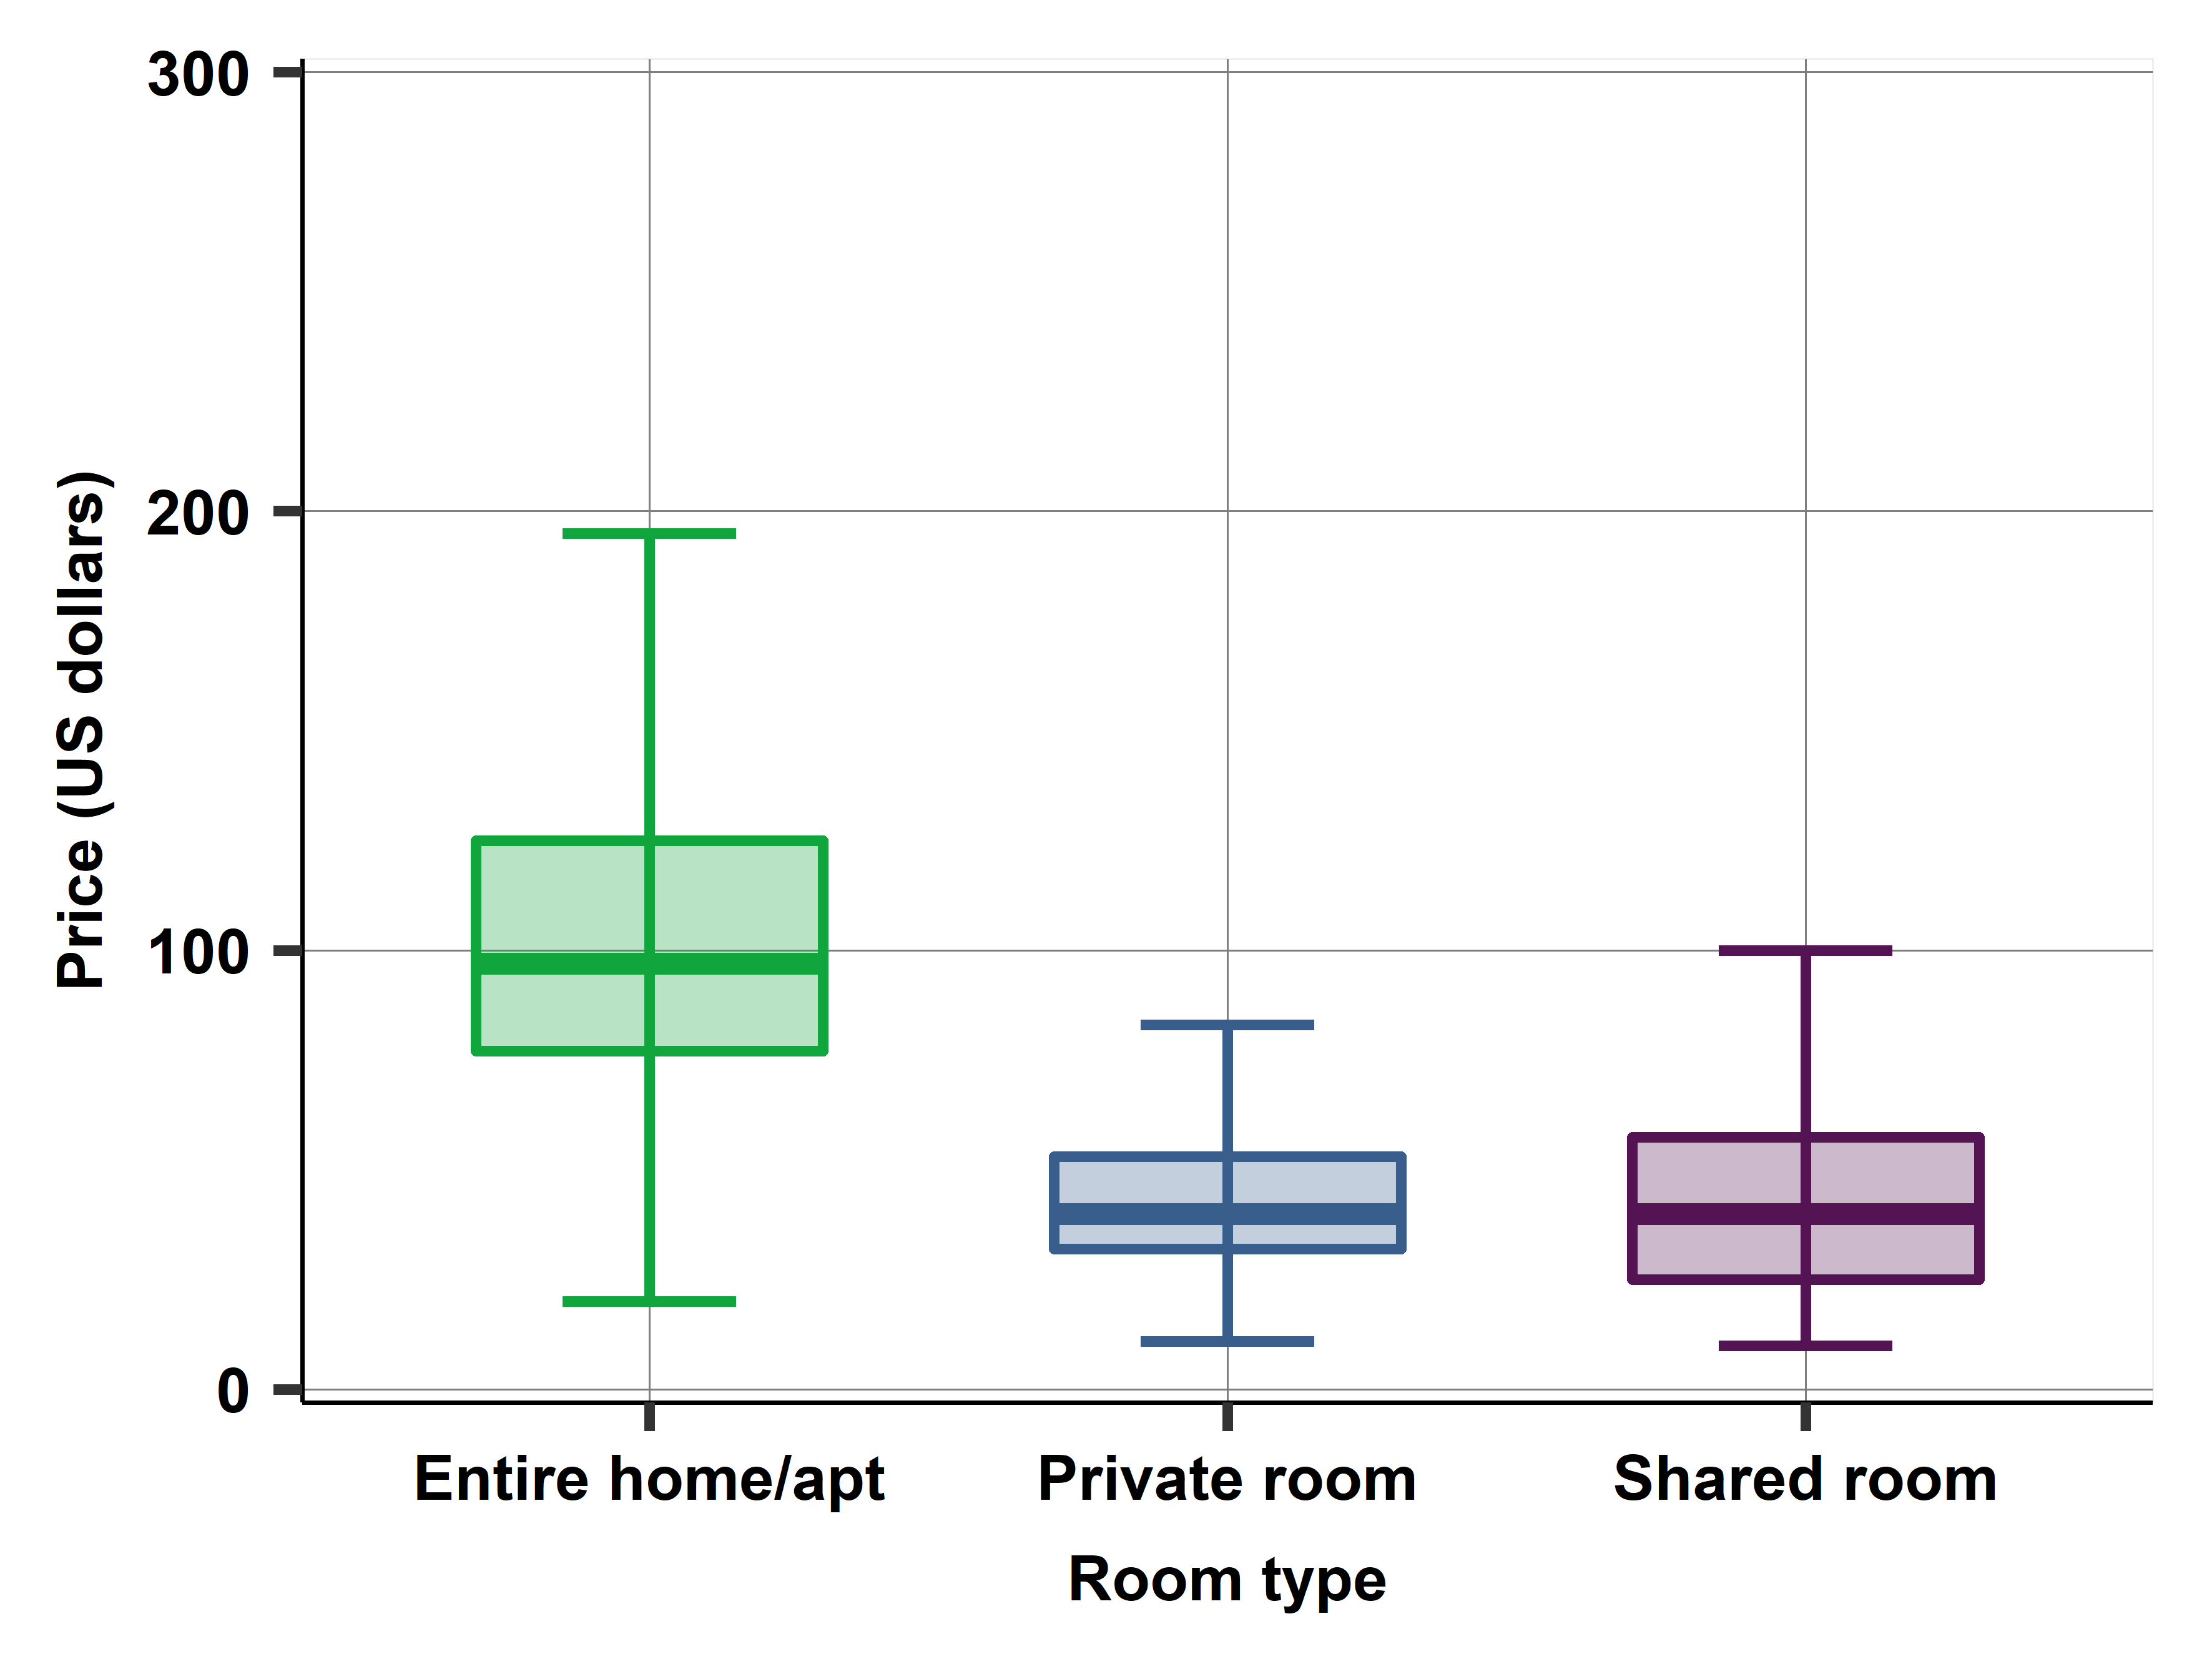 300
200
100
0
Price (US dollars)
Entire home/apt
Private room
Shared room
Room type